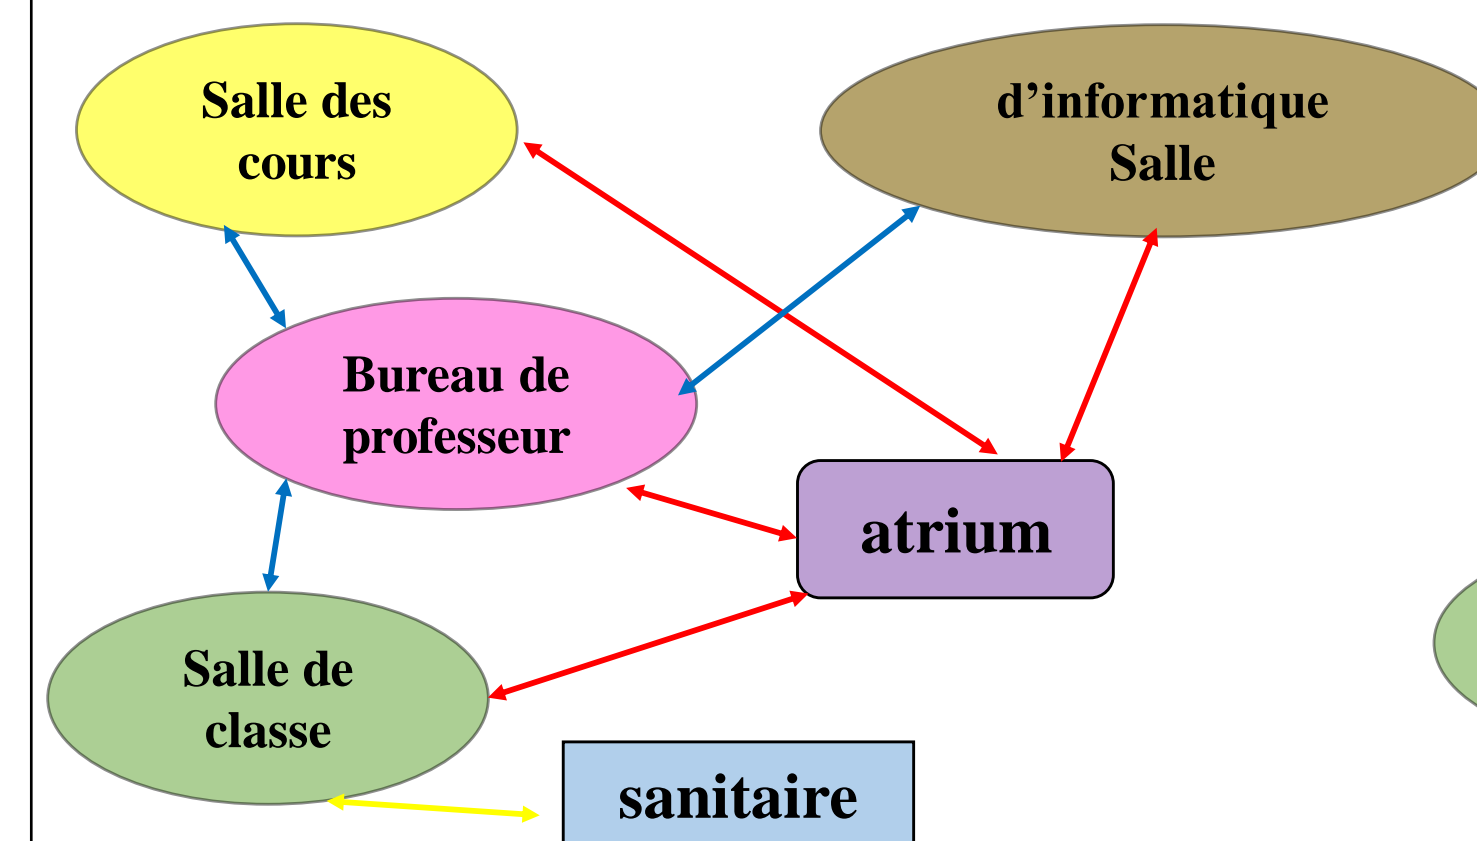 Salle des
cours
d’informatique
Salle
Bureau de
professeur
atrium
Salle de
classe
sanitaire